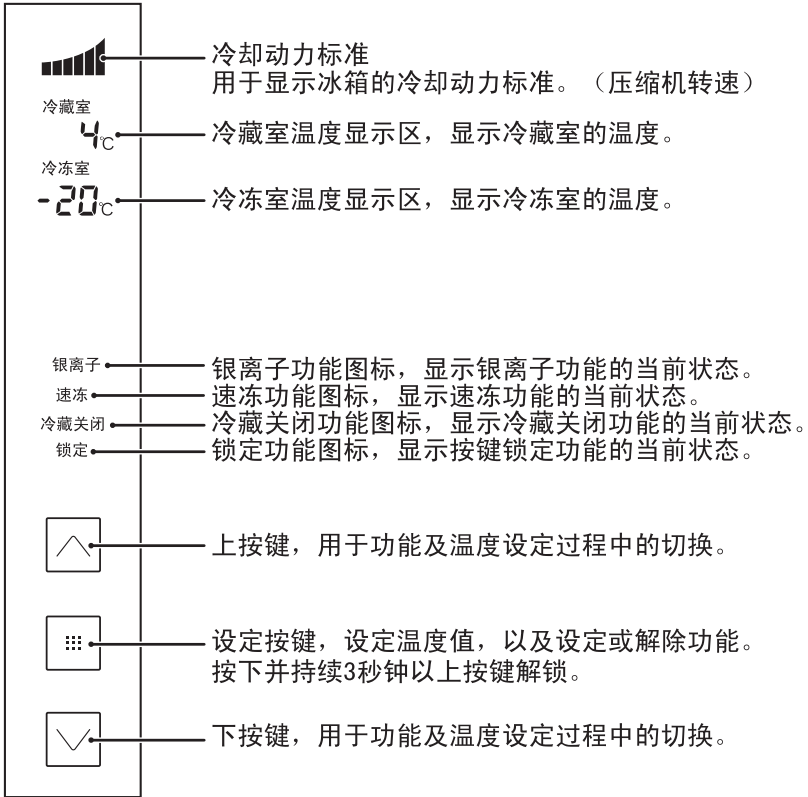 冷却动力标准
用于显示冰箱的冷却动力标准。（压缩机转速）
冷藏室
4℃
冷藏室温度显示区，显示冷藏室的温度。
冷冻室
-20℃
冷冻室温度显示区，显示冷冻室的温度。
银离子
银离子功能图标，显示银离子功能的当前状态。
速冻
速冻功能图标，显示速冻功能的当前状态。
冷藏关闭
冷藏关闭功能图标，显示冷藏关闭功能的当前状态。
锁定
锁定功能图标，显示按键锁定功能的当前状态。
上按键，用于功能及温度设定过程中的切换。
设定按键，设定温度值，以及设定或解除功能。
按下并持续3秒钟以上按键解锁。
下按键，用于功能及温度设定过程中的切换。